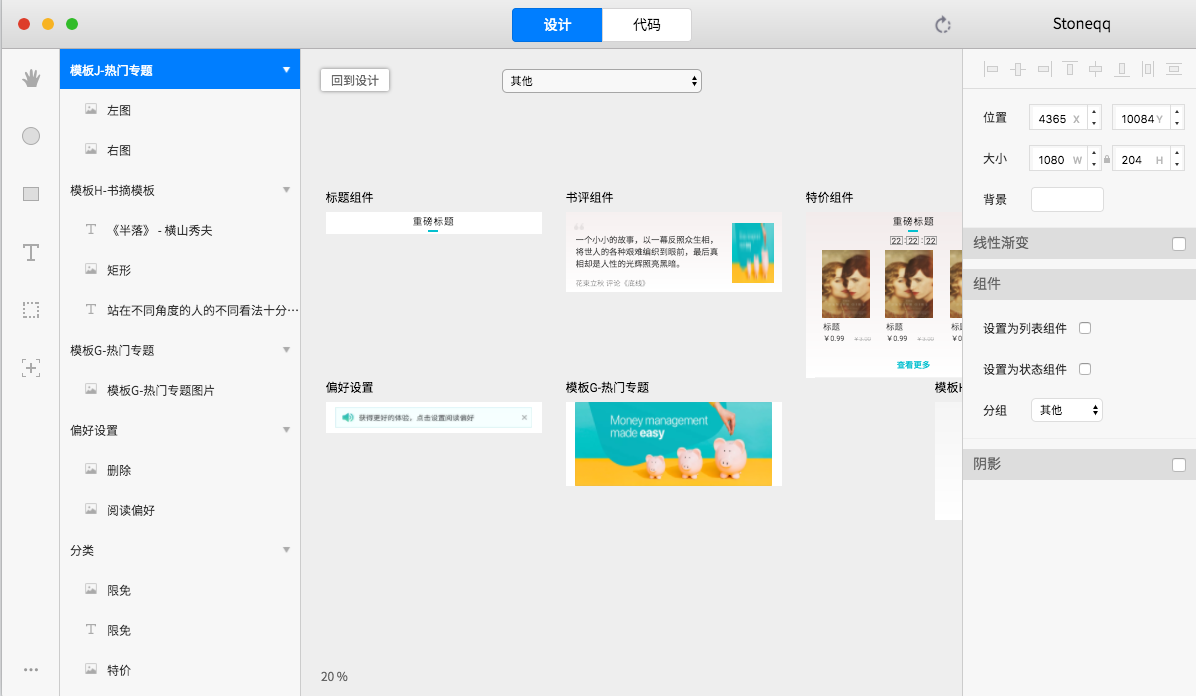 设计
代码
Stoneqq
模板J-热门专题
左图
右图
模板H-书摘模板
《半落》 - 横山秀夫
矩形
站在不同角度的人的不同看法十分···
模板G-热门专题
模板G-热门专题图片
偏好设置
删除
阅读偏好
分类
限免
限免
特价
回到设计
其他
标题组件
重磅标题
书评组件
一个小小的故事，以一幕反照众生相，
将世人的各种艰难编织到眼前，最后真
相却是人性的光辉照亮黑暗。
花束立秋 评论《底线》
特价组件
重磅标题
22:22:22
标题
标题
标题
￥0.99
￥0.99
查看更多
偏好设置
获得更好的体验，点击设置阅读偏好
模板G-热门专题
Money management
made easy
模板H
20 %
位置
4365 X
10084 Y
大小
1080 W
204 H
背景
线性渐变
组件
设置为列表组件
设置为状态组件
分组
其他
阴影